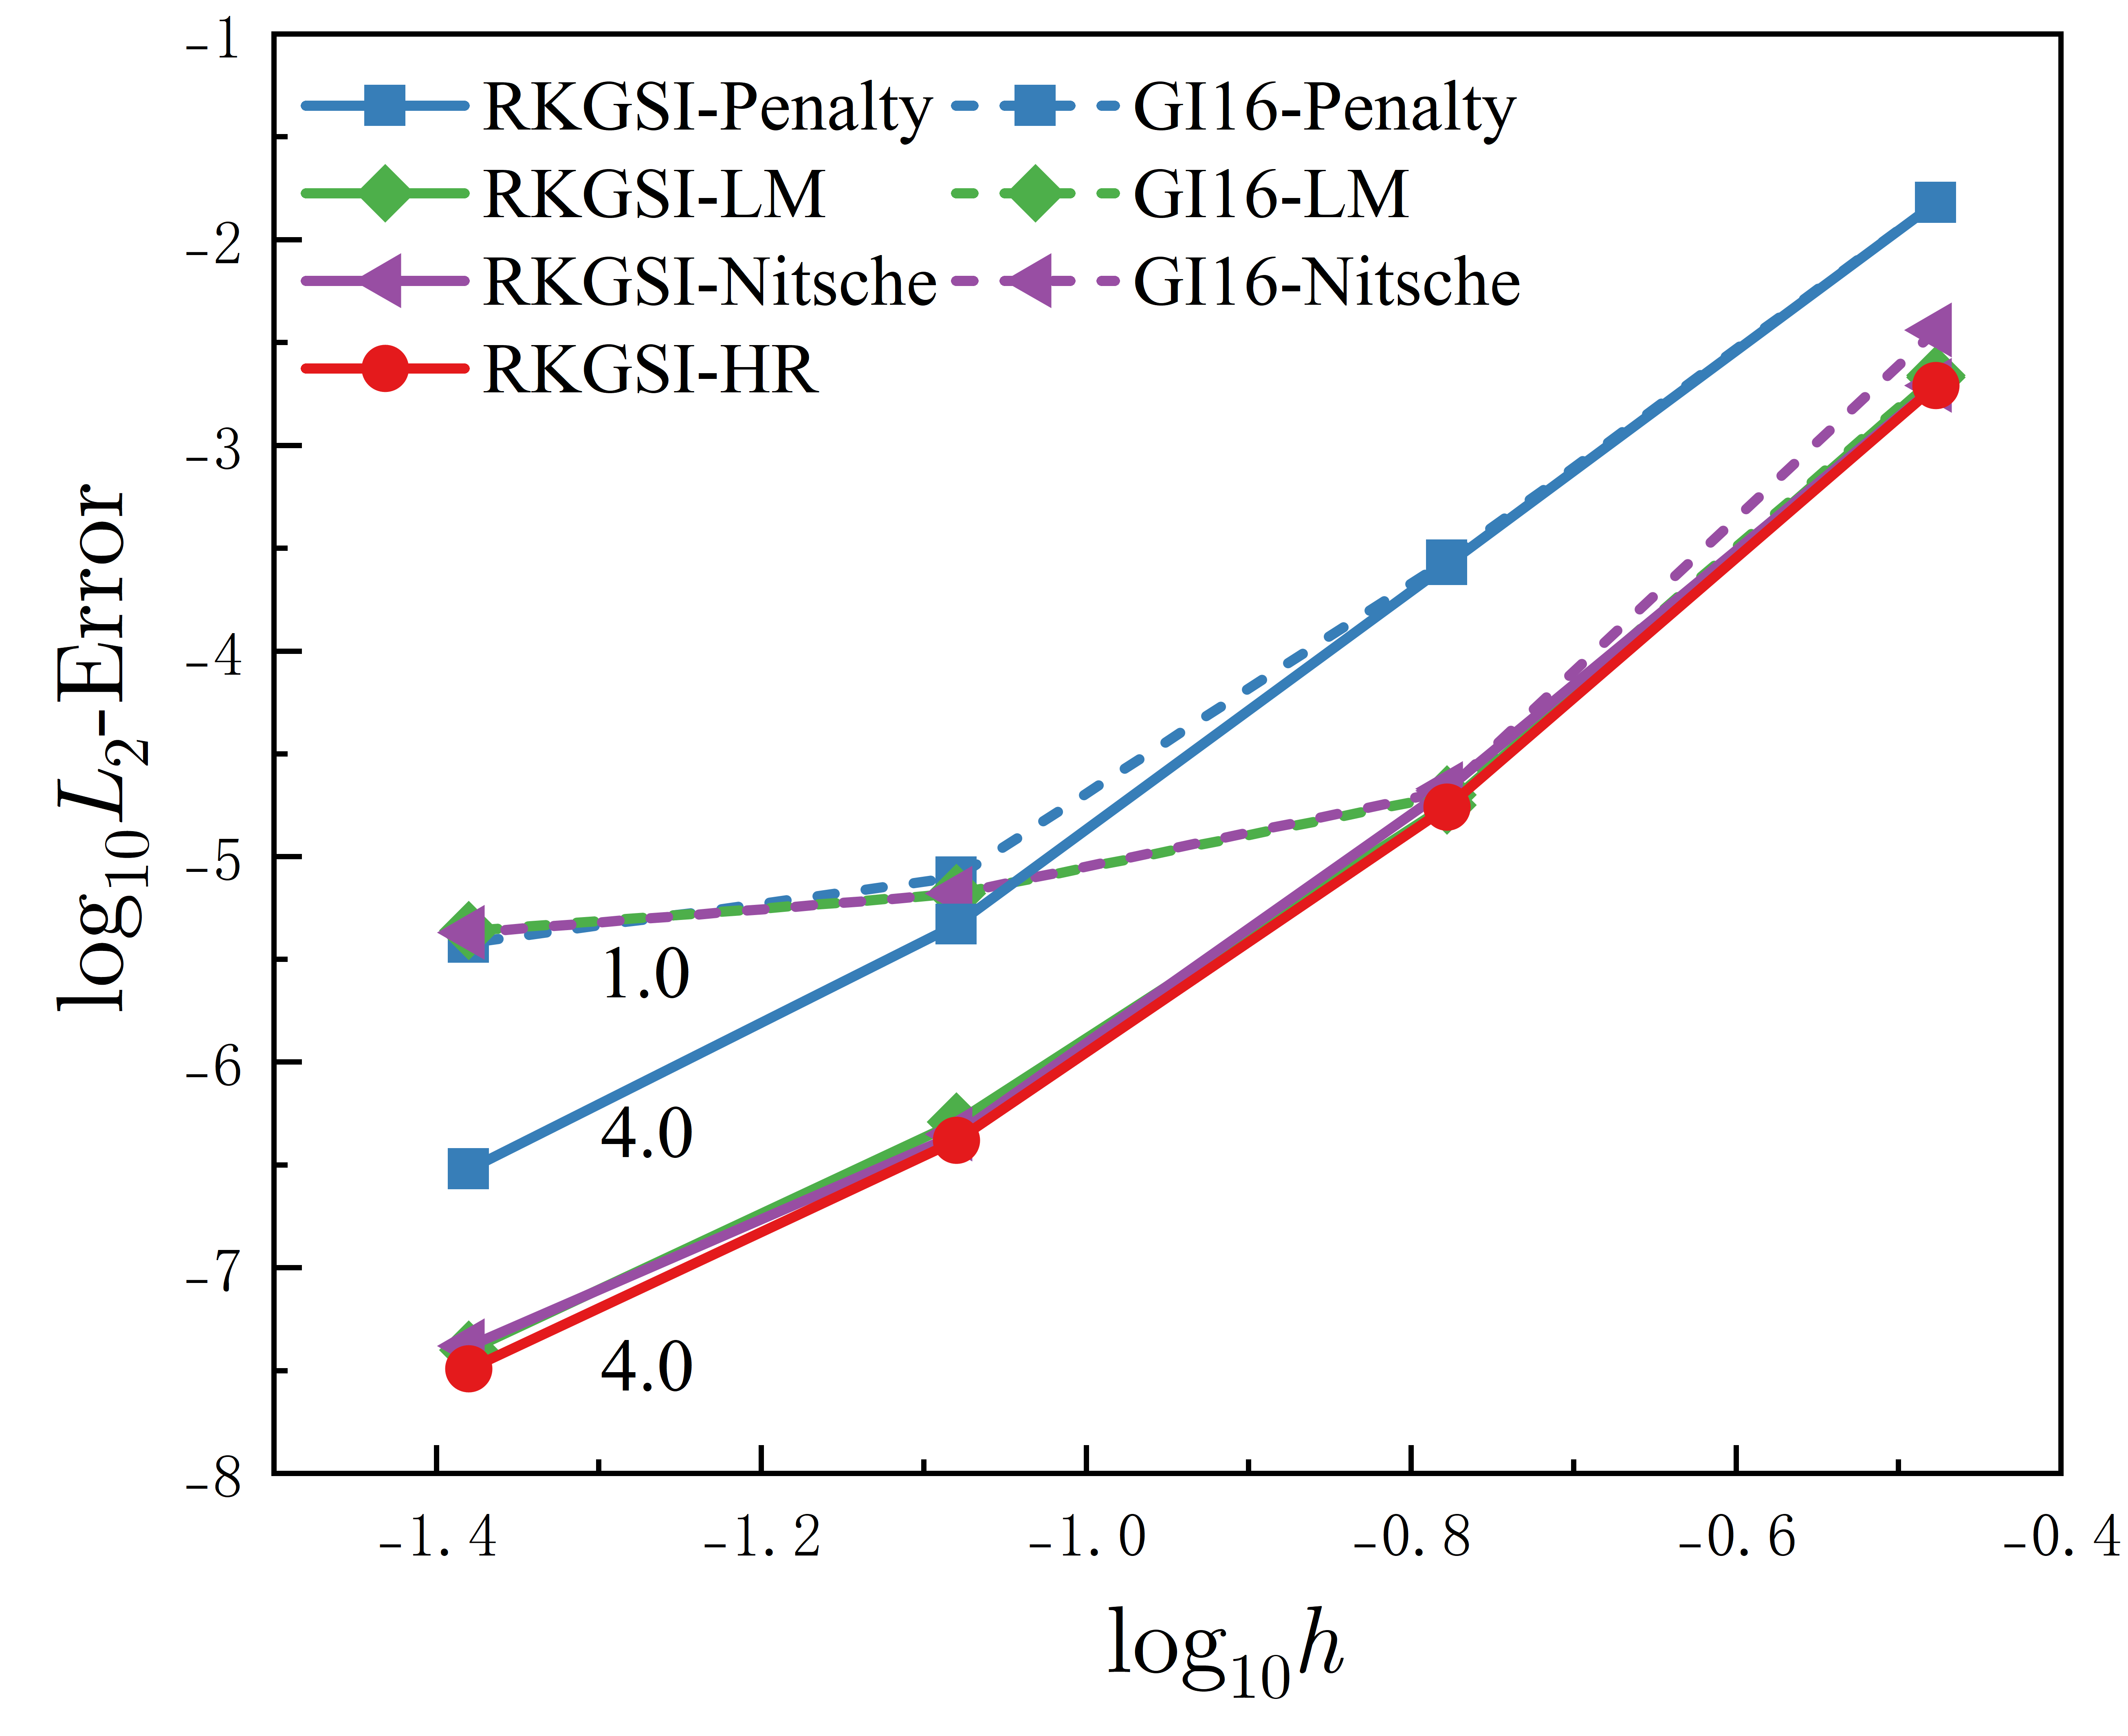 -1
-2
-3
-4
-5
-6
-7
-8
log10L2-Error
RKGSI-Penalty GI16-Penalty
RKGSI-LM GI16-LM
RKGSI-Nitsche GI16-Nitsche
RKGSI-HR
1.0
4.0
4.0
-1.4 -1.2 -1.0 -0.8 -0.6 -0.4
log10h